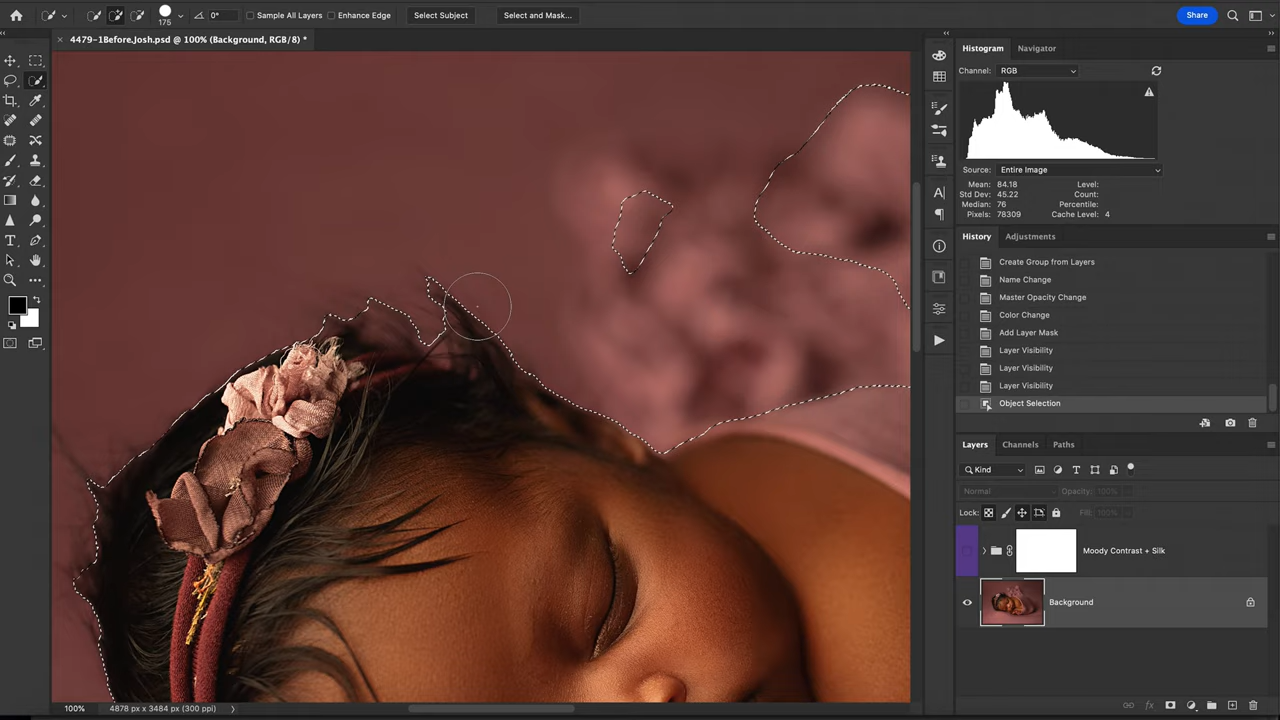 175
0°
Sample All Layers
Enhance Edge
Select Subject
Select and Mask...
Share
× 4479-1Before.Josh.psd @ 100% (Background, RGB/8) *
Histogram Navigator
Channel: RGB
Source: Entire Image
Mean: 84.18 Level:
Std Dev: 45.22 Count:
Median: 76 Percentile:
Pixels: 78309 Cache Level: 4
History Adjustments
Create Group from Layers
Name Change
Master Opacity Change
Color Change
Add Layer Mask
Layer Visibility
Layer Visibility
Layer Visibility
Object Selection
Layers Channels Paths
Kind
Normal Opacity: 100%
Lock: Fill: 100%
Moody Contrast + Silk
Background
100% 4878 px x 3484 px (300 ppi)